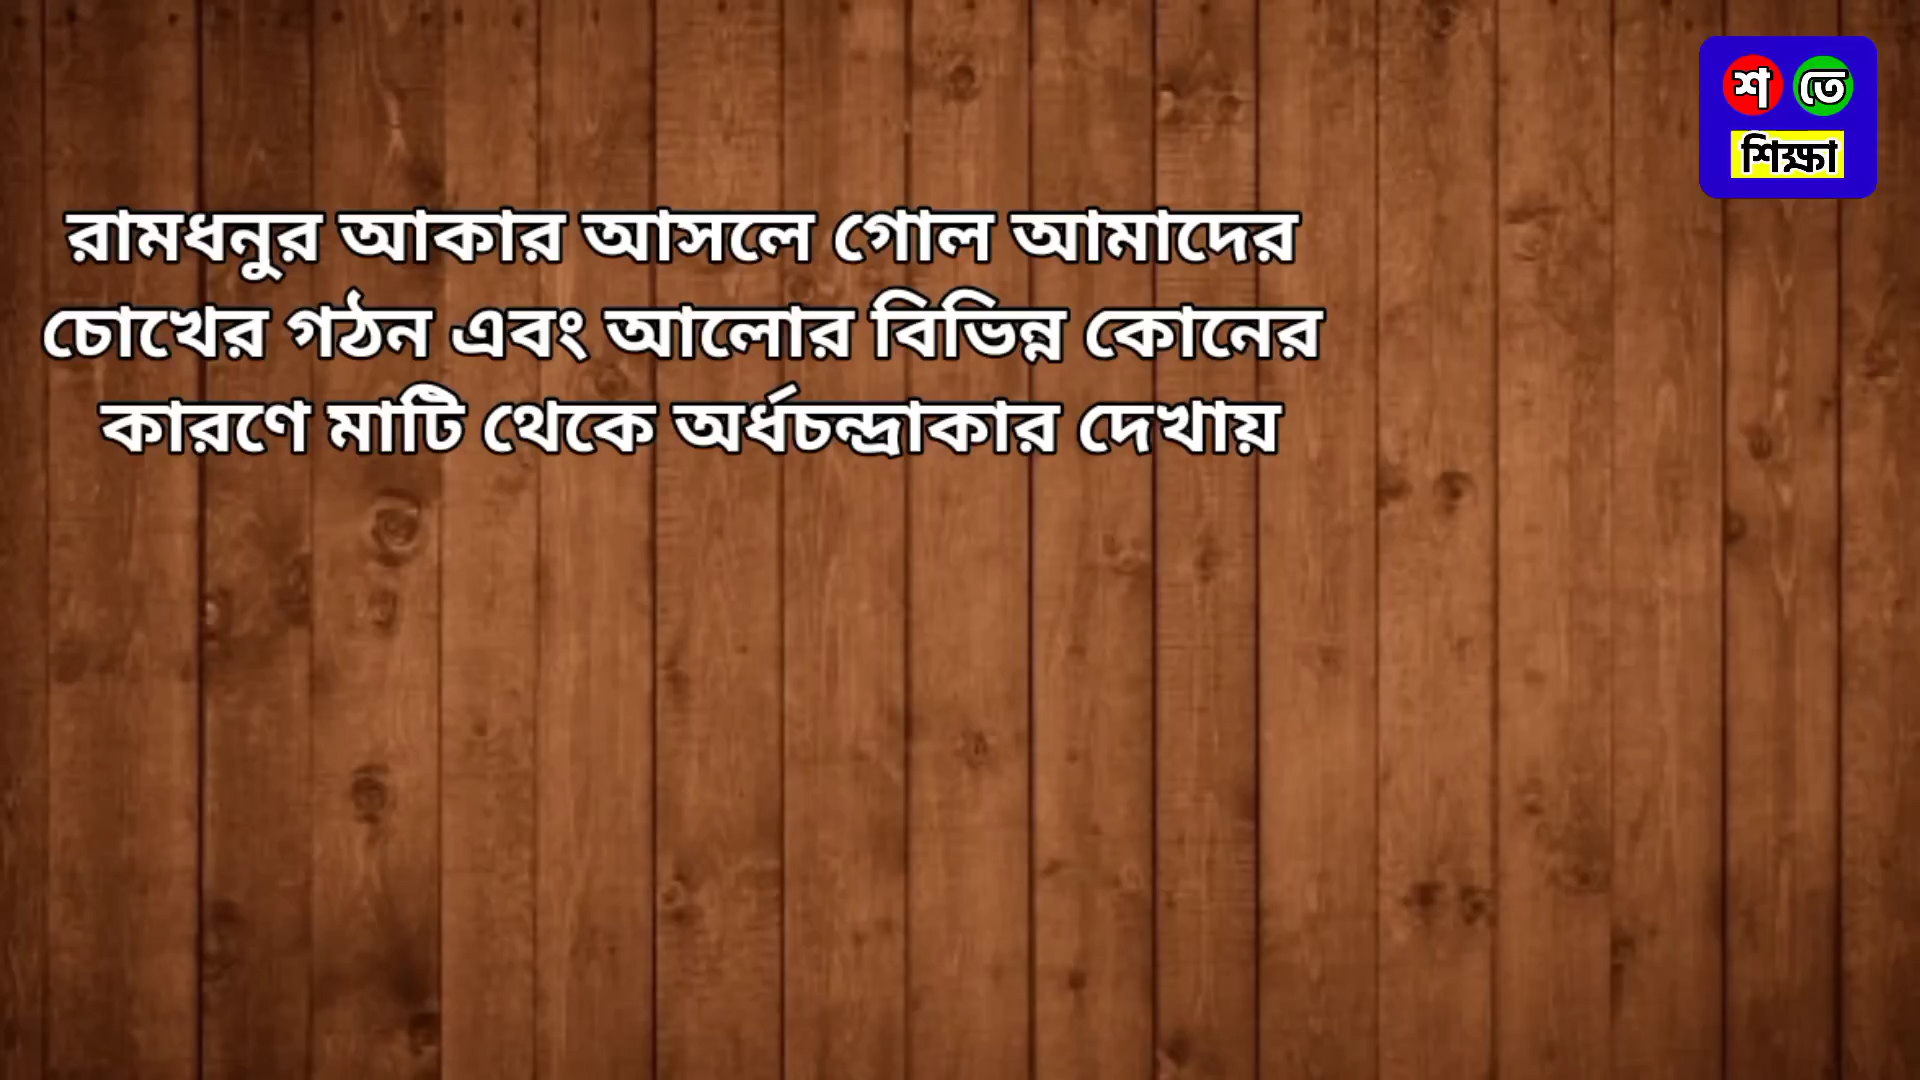 শ তে
শিক্ষা
রামধনুর আকার আসলে গোল আমাদের
চোখের গঠন এবং আলোর বিভিন্ন কোনের
কারণে মাটি থেকে অর্ধচন্দ্রাকার দেখায়